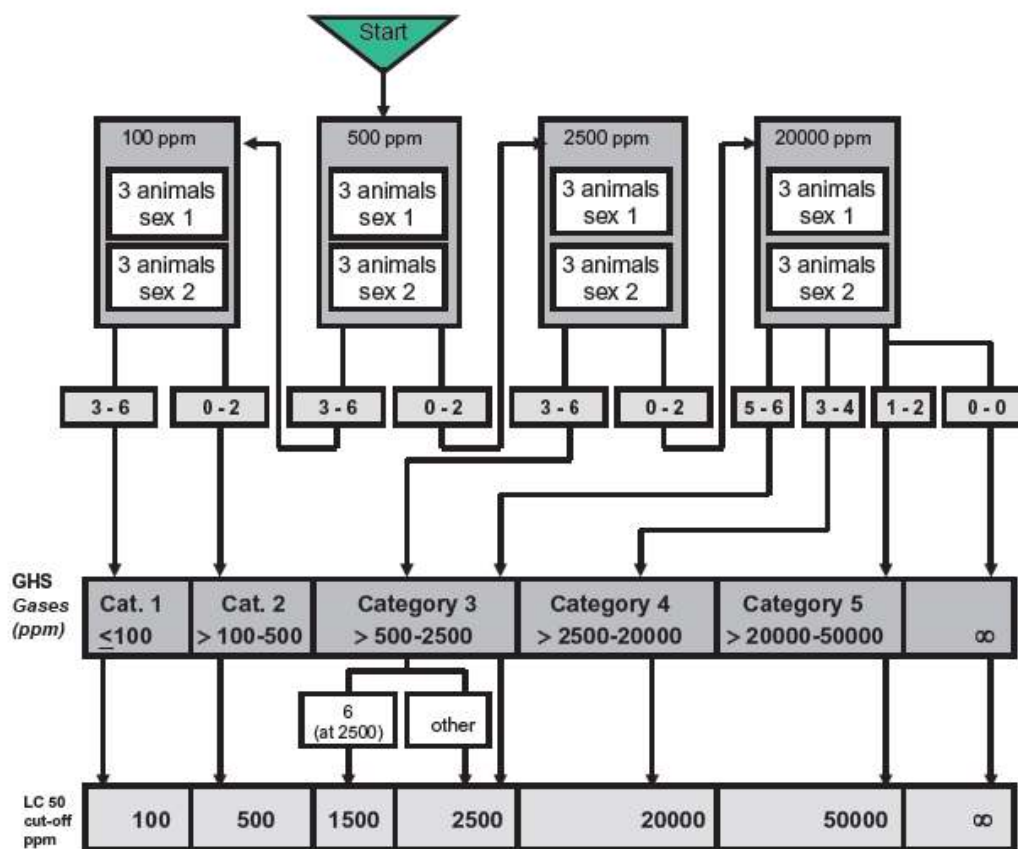 Start
100 ppm
500 ppm
2500 ppm
20000 ppm
3 animals
sex 1
3 animals
sex 1
3 animals
sex 1
3 animals
sex 1
3 animals
sex 2
3 animals
sex 2
3 animals
sex 2
3 animals
sex 2
3 - 6
0 - 2
3 - 6
0 - 2
3 - 6
0 - 2
5 - 6
3 - 4
1 - 2
0 - 0
GHS
Gases
(ppm)
Cat. 1
≤100
Cat. 2
> 100-500
Category 3
> 500-2500
Category 4
> 2500-20000
Category 5
> 20000-50000
∞
6
(at 2500)
other
LC 50
cut-off
ppm
100
500
1500
2500
20000
50000
∞